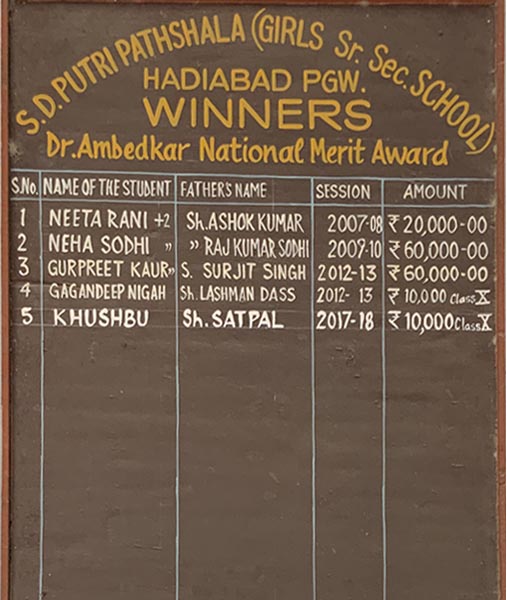 S.D. PUTRI PATHSHALA (GIRLS Sr. Sec. SCHOOL)
HADIABAD PGW.
WINNERS
Dr. Ambedkar National Merit Award
S.No. NAME OF THE STUDENT FATHER'S NAME SESSION AMOUNT
1 NEETA RANI +2 Sh. ASHOK KUMAR 2007-08 ₹ 20,000-00
2 NEHA SODHI " " RAJ KUMAR SODHI 2009-10 ₹ 60,000-00
3 GURPREET KAUR " S. SURJIT SINGH 2012-13 ₹ 60,000-00
4 GAGANDEEP NIGAH Sh. LASHMAN DASS 2012-13 ₹ 10,000 Class X
5 KHUSHBU Sh. SATPAL 2017-18 ₹ 10,000 Class X